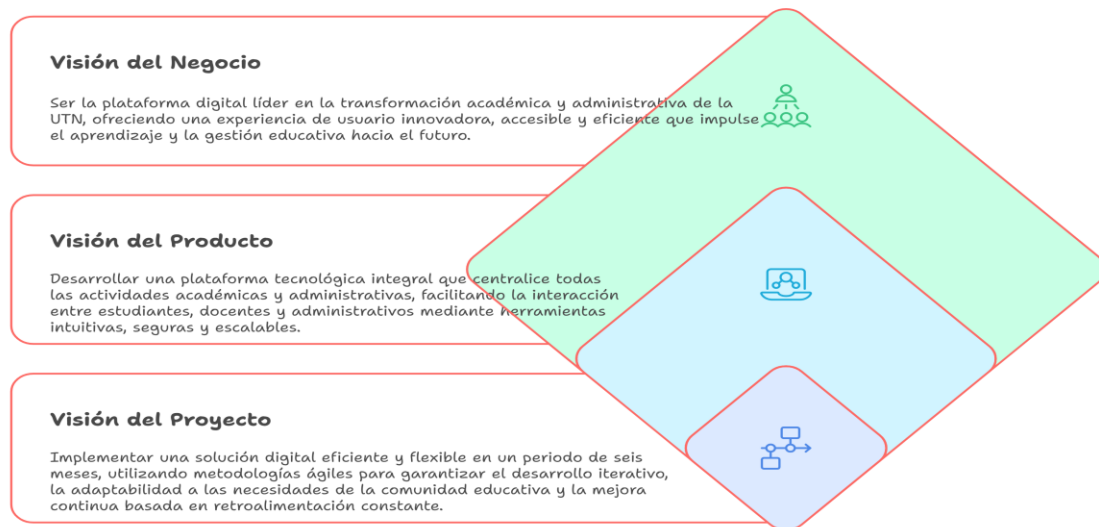 Visión del Negocio
Ser la plataforma digital líder en la transformación académica y administrativa de la
UTN, ofreciendo una experiencia de usuario innovadora, accesible y eficiente que impulse
el aprendizaje y la gestión educativa hacia el futuro.
Visión del Producto
Desarrollar una plataforma tecnológica integral que centralice todas
las actividades académicas y administrativas, facilitando la interacción
entre estudiantes, docentes y administrativos mediante herramientas
intuitivas, seguras y escalables.
Visión del Proyecto
Implementar una solución digital eficiente y flexible en un periodo de seis
meses, utilizando metodologías ágiles para garantizar el desarrollo iterativo,
la adaptabilidad a las necesidades de la comunidad educativa y la mejora
continua basada en retroalimentación constante.